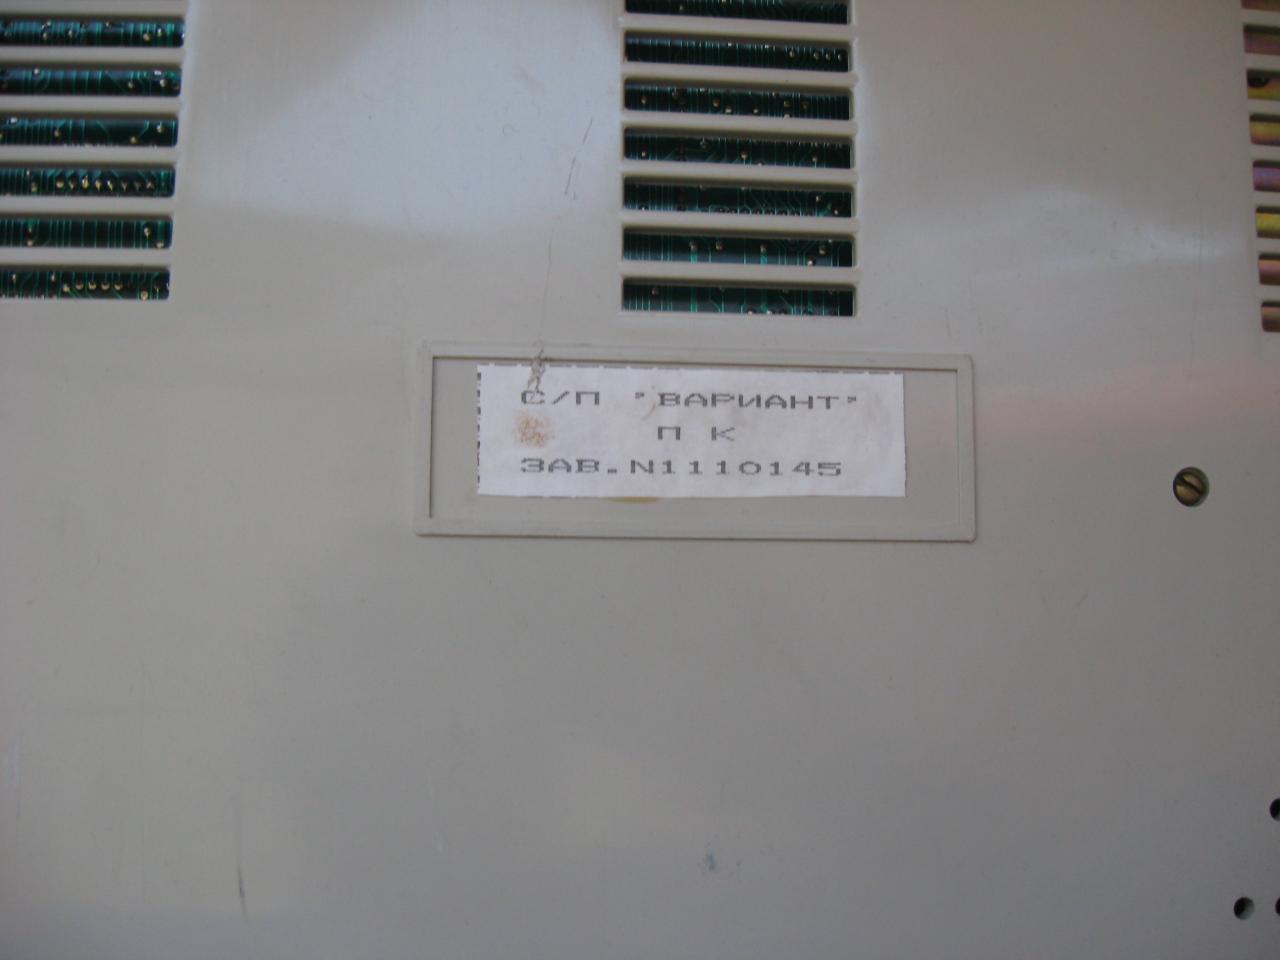 С/П "ВАРИАНТ"
П К
ЗАВ.N1110145